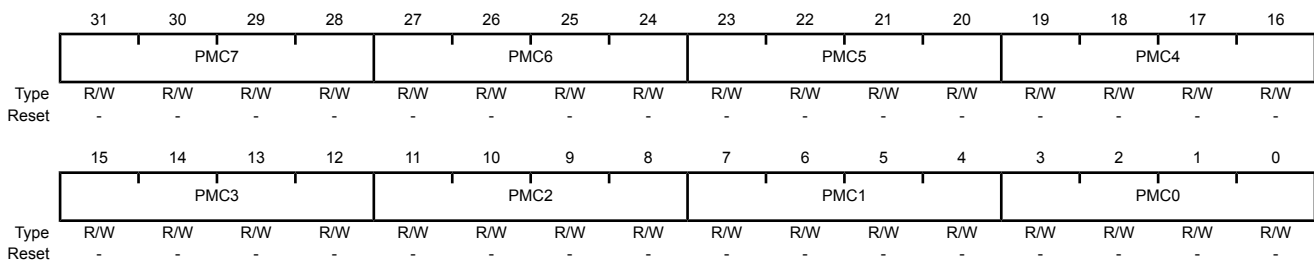 31 30 29 28 27 26 25 24 23 22 21 20 19 18 17 16
PMC7 PMC6 PMC5 PMC4
Type R/W R/W R/W R/W R/W R/W R/W R/W R/W R/W R/W R/W R/W R/W R/W R/W
Reset - - - - - - - - - - - - - - - -
15 14 13 12 11 10 9 8 7 6 5 4 3 2 1 0
PMC3 PMC2 PMC1 PMC0
Type R/W R/W R/W R/W R/W R/W R/W R/W R/W R/W R/W R/W R/W R/W R/W R/W
Reset - - - - - - - - - - - - - - - -